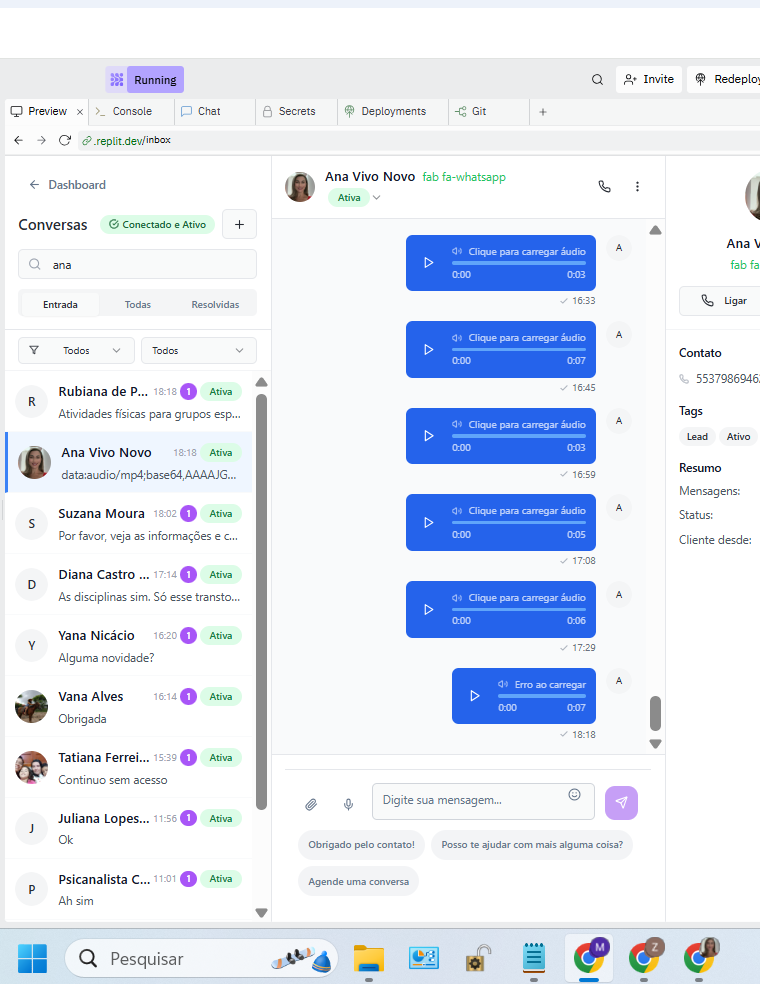 Running
Invite
Redeploy
Preview
Console
Chat
Secrets
Deployments
Git
.replit.dev/inbox
Dashboard
Conversas
Conectado e Ativo
ana
Entrada
Todas
Resolvidas
Todos
Todos
R
Rubiana de P... 18:18 1 Ativa
Atividades físicas para grupos esp...
Ana Vivo Novo 18:18 Ativa
data:audio/mp4;base64,AAAAJG...
S
Suzana Moura 18:02 1 Ativa
Por favor, veja as informações e c...
D
Diana Castro ... 17:14 1 Ativa
As disciplinas sim. Só esse transto...
Y
Yana Nicácio 16:20 1 Ativa
Alguma novidade?
Vana Alves 16:14 1 Ativa
Obrigada
Tatiana Ferrei... 15:39 1 Ativa
Continuo sem acesso
J
Juliana Lopes... 11:56 1 Ativa
Ok
P
Psicanalista C... 11:01 1 Ativa
Ah sim
Ana Vivo Novo fab fa-whatsapp
Ativa
Clique para carregar áudio
0:00 0:03
A
16:33
Clique para carregar áudio
0:00 0:07
A
16:45
Clique para carregar áudio
0:00 0:03
A
16:59
Clique para carregar áudio
0:00 0:05
A
17:08
Clique para carregar áudio
0:00 0:06
A
17:29
Erro ao carregar
0:00 0:07
A
18:18
Digite sua mensagem...
Obrigado pelo contato!
Posso te ajudar com mais alguma coisa?
Agende uma conversa
Ana V
fab fa
Ligar
Contato
5537986946
Tags
Lead
Ativo
Resumo
Mensagens:
Status:
Cliente desde:
Pesquisar
M
Z